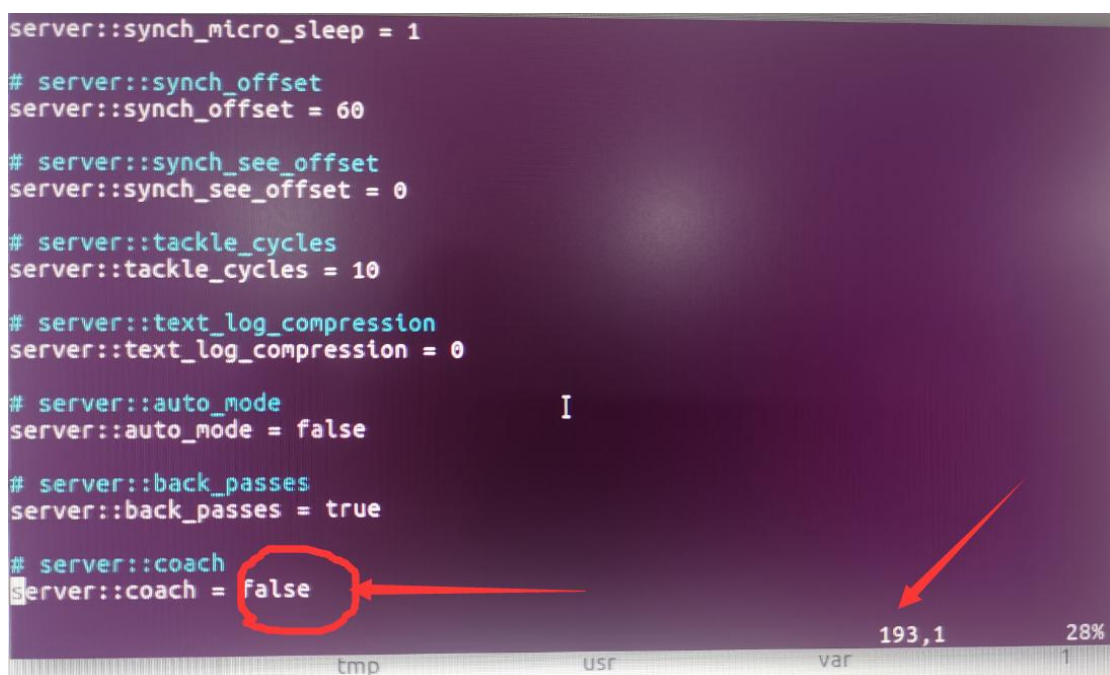 server::synch_micro_sleep = 1
# server::synch_offset
server::synch_offset = 60
# server::synch_see_offset
server::synch_see_offset = 0
# server::tackle_cycles
server::tackle_cycles = 10
# server::text_log_compression
server::text_log_compression = 0
# server::auto_mode
server::auto_mode = false
# server::back_passes
server::back_passes = true
# server::coach
server::coach = false
193,1 28%
tmp usr var 1